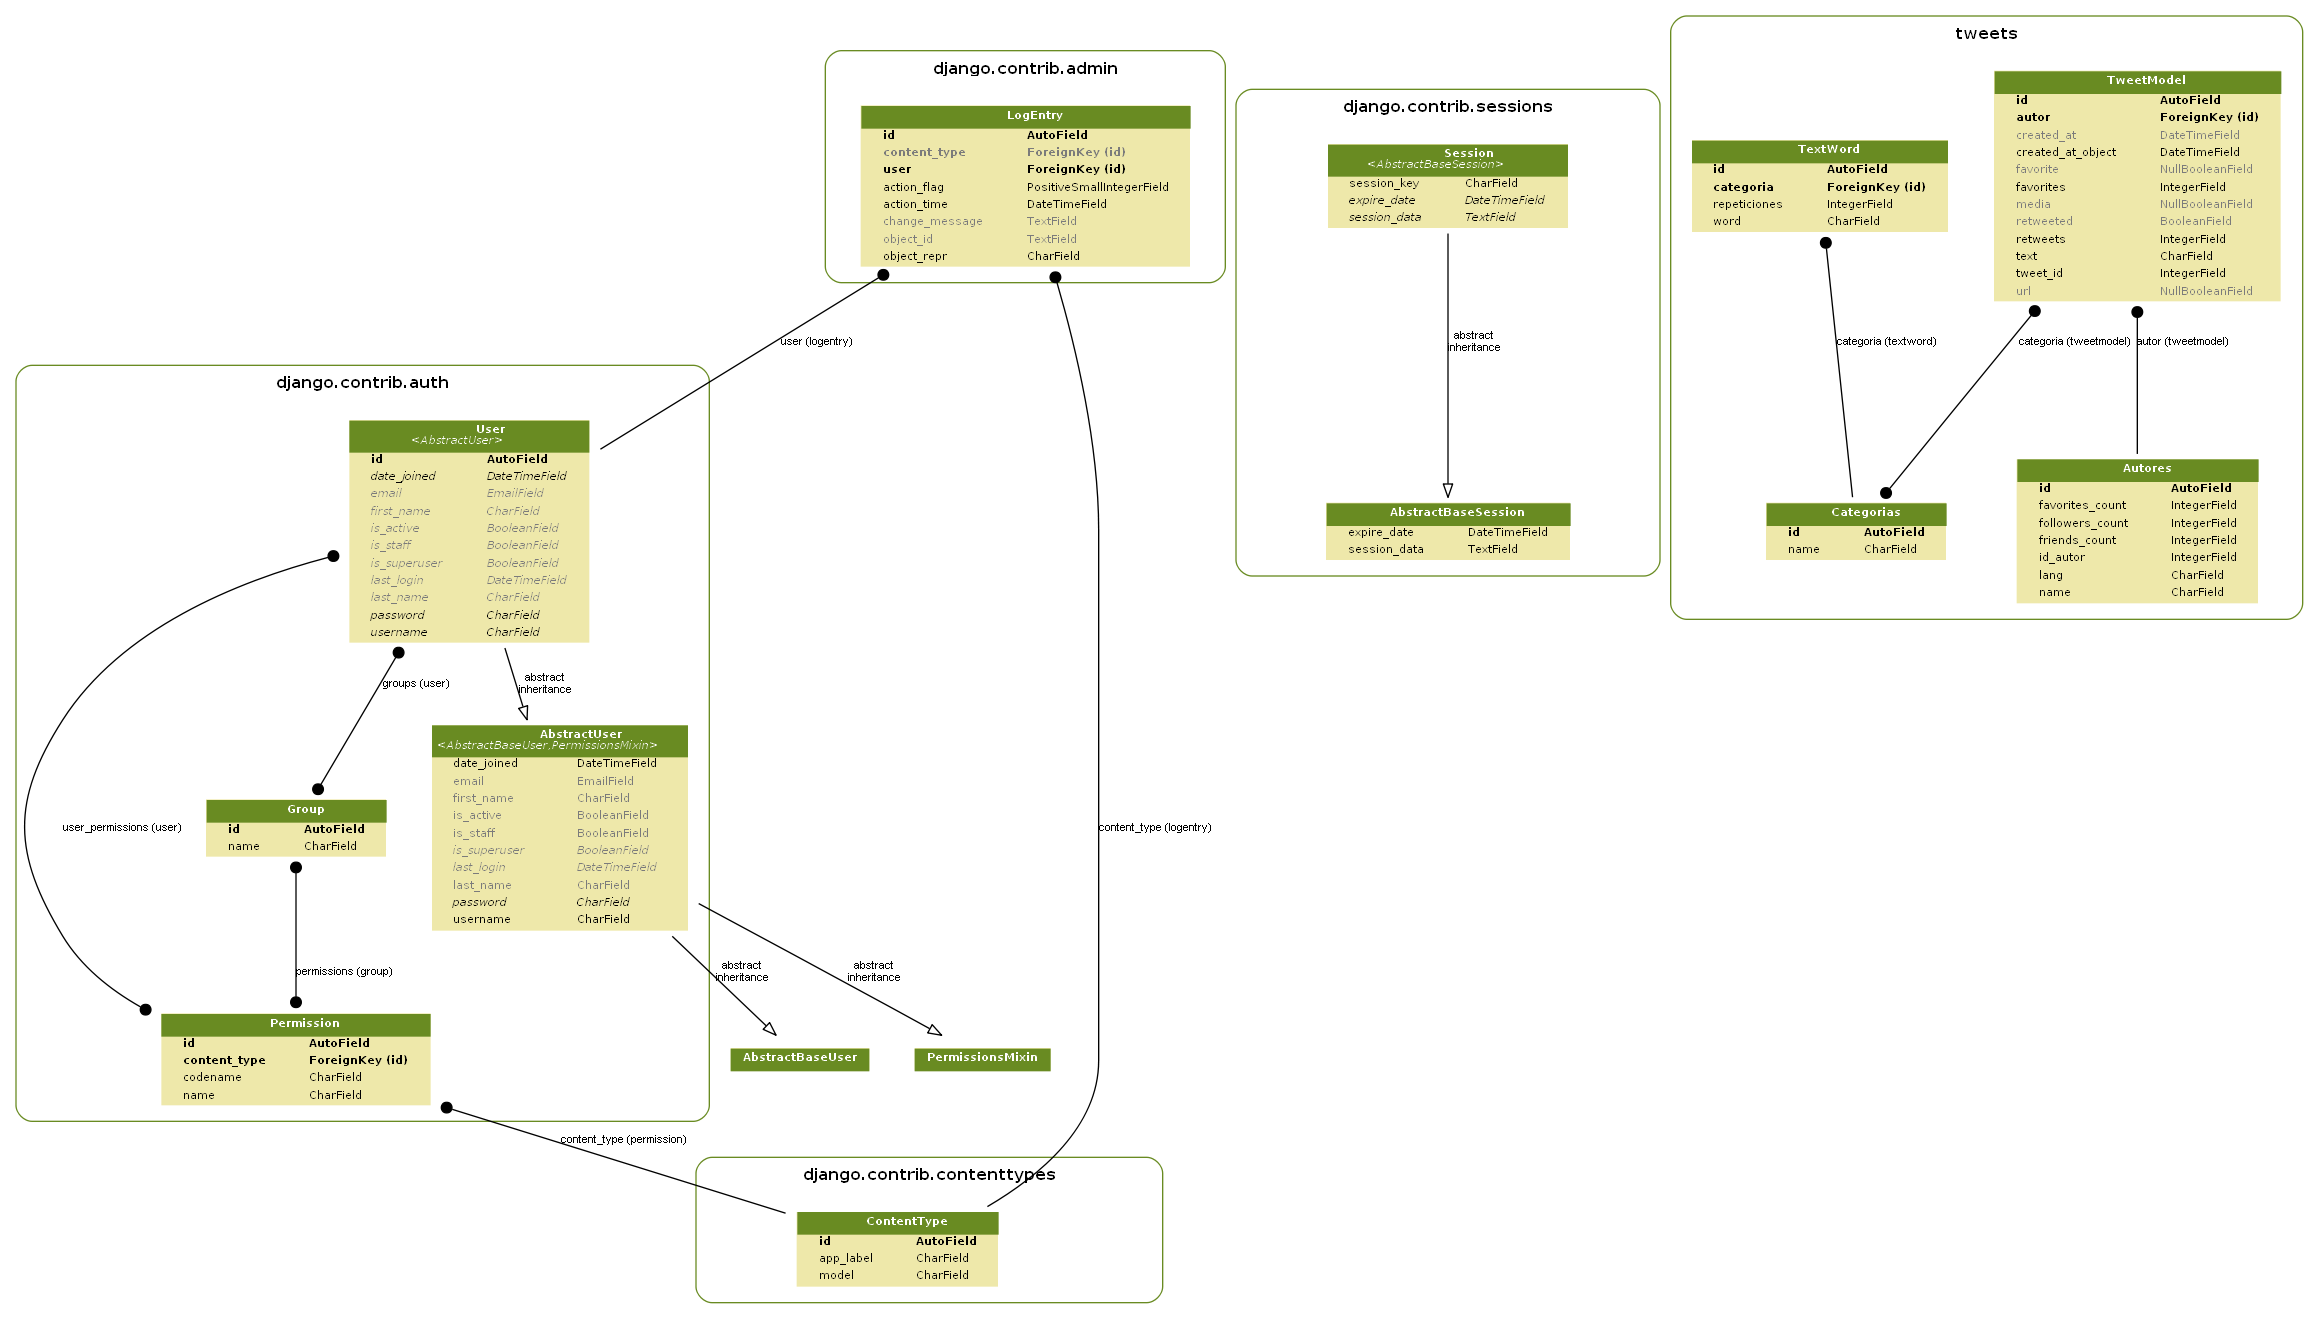 tweets
TweetModel
id AutoField
autor ForeignKey (id)
created_at DateTimeField
created_at_object DateTimeField
favorite NullBooleanField
favorites IntegerField
media NullBooleanField
retweeted BooleanField
retweets IntegerField
text CharField
tweet_id IntegerField
url NullBooleanField
TextWord
id AutoField
categoria ForeignKey (id)
repeticiones IntegerField
word CharField
categoria (textword)
categoria (tweetmodel)
autor (tweetmodel)
Categorias
id AutoField
name CharField
Autores
id AutoField
favorites_count IntegerField
followers_count IntegerField
friends_count IntegerField
id_autor IntegerField
lang CharField
name CharField
django.contrib.admin
LogEntry
id AutoField
content_type ForeignKey (id)
user ForeignKey (id)
action_flag PositiveSmallIntegerField
action_time DateTimeField
change_message TextField
object_id TextField
object_repr CharField
user (logentry)
content_type (logentry)
django.contrib.sessions
Session
<AbstractBaseSession>
session_key CharField
expire_date DateTimeField
session_data TextField
abstract
inheritance
AbstractBaseSession
expire_date DateTimeField
session_data TextField
django.contrib.auth
User
<AbstractUser>
id AutoField
date_joined DateTimeField
email EmailField
first_name CharField
is_active BooleanField
is_staff BooleanField
is_superuser BooleanField
last_login DateTimeField
last_name CharField
password CharField
username CharField
groups (user)
abstract
inheritance
user_permissions (user)
AbstractUser
<AbstractBaseUser,PermissionsMixin>
date_joined DateTimeField
email EmailField
first_name CharField
is_active BooleanField
is_staff BooleanField
is_superuser BooleanField
last_login DateTimeField
last_name CharField
password CharField
username CharField
Group
id AutoField
name CharField
permissions (group)
abstract
inheritance
abstract
inheritance
Permission
id AutoField
content_type ForeignKey (id)
codename CharField
name CharField
AbstractBaseUser
PermissionsMixin
content_type (permission)
django.contrib.contenttypes
ContentType
id AutoField
app_label CharField
model CharField